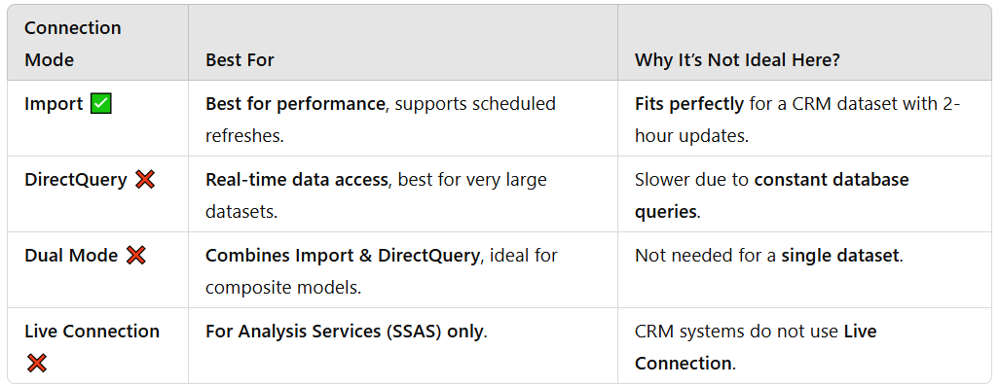 Connection
Mode
Best For
Why It’s Not Ideal Here?
Import ✅
Best for performance, supports scheduled
refreshes.
Fits perfectly for a CRM dataset with 2-
hour updates.
DirectQuery ❌
Real-time data access, best for very large
datasets.
Slower due to constant database
queries.
Dual Mode ❌
Combines Import & DirectQuery, ideal for
composite models.
Not needed for a single dataset.
Live Connection
❌
For Analysis Services (SSAS) only.
CRM systems do not use Live
Connection.